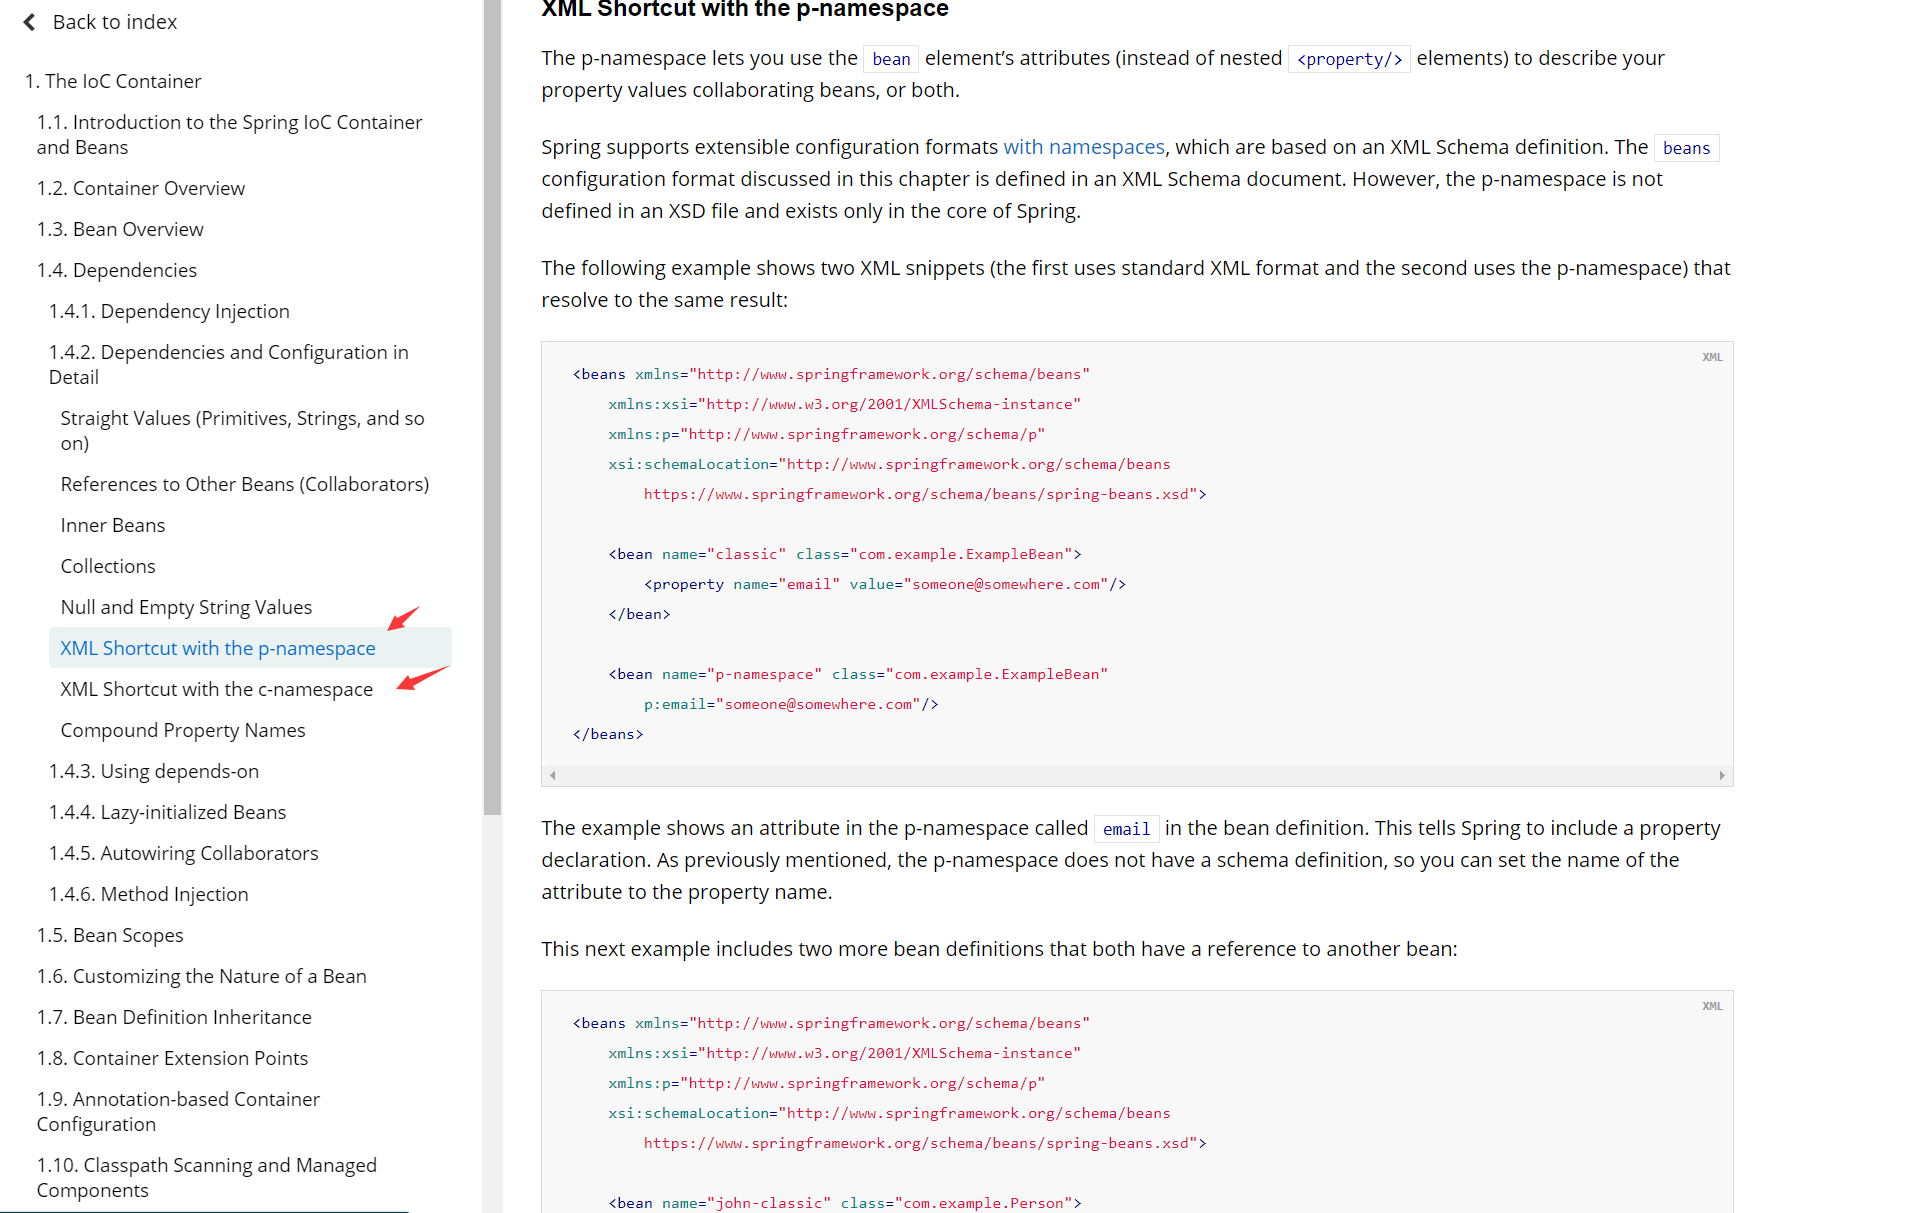 Back to index
1. The IoC Container
1.1. Introduction to the Spring IoC Container
and Beans
1.2. Container Overview
1.3. Bean Overview
1.4. Dependencies
1.4.1. Dependency Injection
1.4.2. Dependencies and Configuration in
Detail
Straight Values (Primitives, Strings, and so
on)
References to Other Beans (Collaborators)
Inner Beans
Collections
Null and Empty String Values
XML Shortcut with the p-namespace
XML Shortcut with the c-namespace
Compound Property Names
1.4.3. Using depends-on
1.4.4. Lazy-initialized Beans
1.4.5. Autowiring Collaborators
1.4.6. Method Injection
1.5. Bean Scopes
1.6. Customizing the Nature of a Bean
1.7. Bean Definition Inheritance
1.8. Container Extension Points
1.9. Annotation-based Container
Configuration
1.10. Classpath Scanning and Managed
Components
XML Shortcut with the p-namespace
The p-namespace lets you use the bean element’s attributes (instead of nested <property/> elements) to describe your
property values collaborating beans, or both.
Spring supports extensible configuration formats with namespaces, which are based on an XML Schema definition. The beans
configuration format discussed in this chapter is defined in an XML Schema document. However, the p-namespace is not
defined in an XSD file and exists only in the core of Spring.
The following example shows two XML snippets (the first uses standard XML format and the second uses the p-namespace) that
resolve to the same result:
XML
<beans xmlns="http://www.springframework.org/schema/beans"
xmlns:xsi="http://www.w3.org/2001/XMLSchema-instance"
xmlns:p="http://www.springframework.org/schema/p"
xsi:schemaLocation="http://www.springframework.org/schema/beans
https://www.springframework.org/schema/beans/spring-beans.xsd">
<bean name="classic" class="com.example.ExampleBean">
<property name="email" value="someone@somewhere.com"/>
</bean>
<bean name="p-namespace" class="com.example.ExampleBean"
p:email="someone@somewhere.com"/>
</beans>
The example shows an attribute in the p-namespace called email in the bean definition. This tells Spring to include a property
declaration. As previously mentioned, the p-namespace does not have a schema definition, so you can set the name of the
attribute to the property name.
This next example includes two more bean definitions that both have a reference to another bean:
XML
<beans xmlns="http://www.springframework.org/schema/beans"
xmlns:xsi="http://www.w3.org/2001/XMLSchema-instance"
xmlns:p="http://www.springframework.org/schema/p"
xsi:schemaLocation="http://www.springframework.org/schema/beans
https://www.springframework.org/schema/beans/spring-beans.xsd">
<bean name="john-classic" class="com.example.Person">